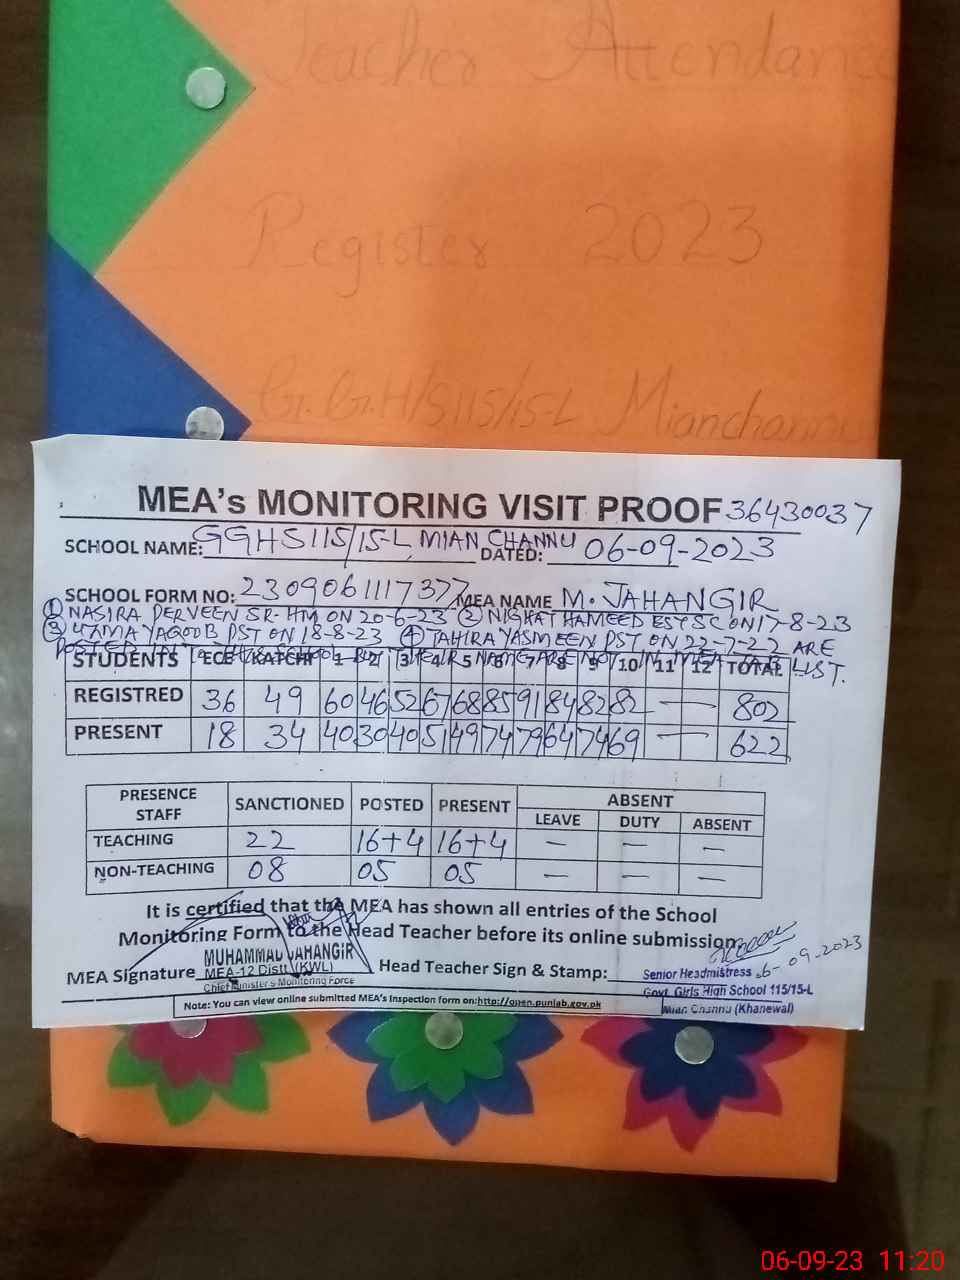 Teacher Attendance
Register 2023
G.G.H/S115/15-L Mianchannu
MEA's MONITORING VISIT PROOF 36430037
SCHOOL NAME: GGHS 115/15-L, MIAN CHANNU DATED: 06-09-2023
SCHOOL FORM NO: 2309061117377 MEA NAME M. JAHANGIR
① NASIRA PERVEEN SR-HM ON 20-6-23 ② NIGHAT HAMEED EST SC ON 17-8-23
③ UZMA YAQOOB PST ON 18-8-23 ④ TAHIRA YASMEEN PST ON 22-7-22 ARE
POSTED IN THIS SCHOOL BUT THEIR NAME ARE NOT IN MEA TAB LIST.
STUDENTS ECE KATCHI 1 2 3 4 5 6 7 8 9 10 11 12 TOTAL
REGISTRED 36 49 60 46 52 67 68 85 91 84 82 82 — 802
PRESENT 18 34 40 30 40 51 49 74 79 64 74 69 — 622
PRESENCE STAFF SANCTIONED POSTED PRESENT ABSENT
LEAVE DUTY ABSENT
TEACHING 22 16+4 16+4 — — —
NON-TEACHING 08 05 05 — — —
It is certified that the MEA has shown all entries of the School
Monitoring Form to the Head Teacher before its online submission.
MUHAMMAD JAHANGIR
MEA Signature MEA-12 Distt (KWL) Head Teacher Sign & Stamp: Senior Headmistress 6-09-2023
Chief Minister's Monitoring Force Govt. Girls High School 115/15-L
Note: You can view online submitted MEA's Inspection form on:http://open.punjab.gov.pk Mian Channu (Khanewal)
06-09-23 11:20